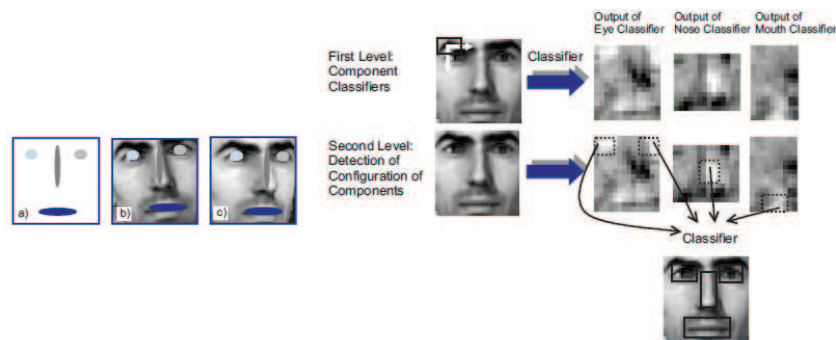 Output of
Eye Classifier
Output of
Nose Classifier
Output of
Mouth Classifier
First Level:
Component
Classifiers
Classifier
Second Level:
Detection of
Configuration of
Components
a)
b)
c)
Classifier